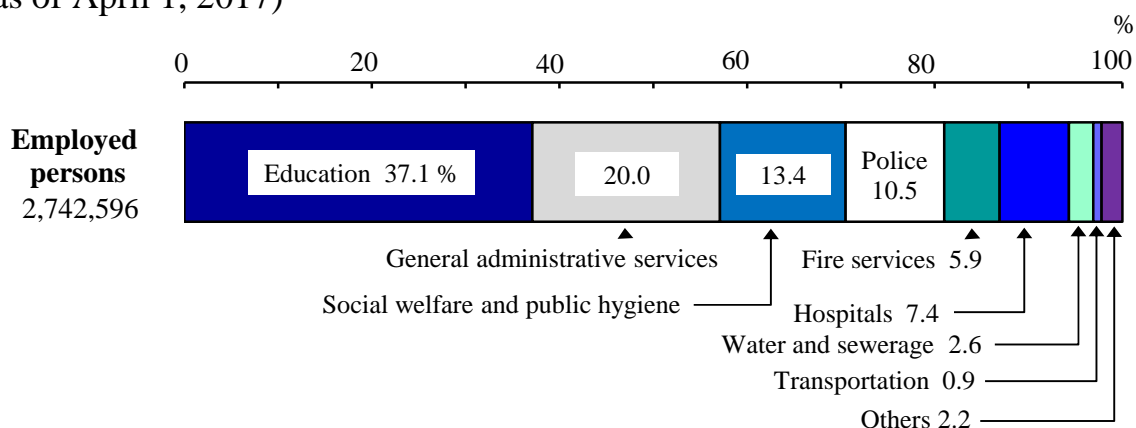 as of April 1, 2017)
%
0 20 40 60 80 100
Employed
persons
2,742,596
Education 37.1 %
20.0
13.4
Police
10.5
General administrative services
Fire services 5.9
Social welfare and public hygiene
Hospitals 7.4
Water and sewerage 2.6
Transportation 0.9
Others 2.2